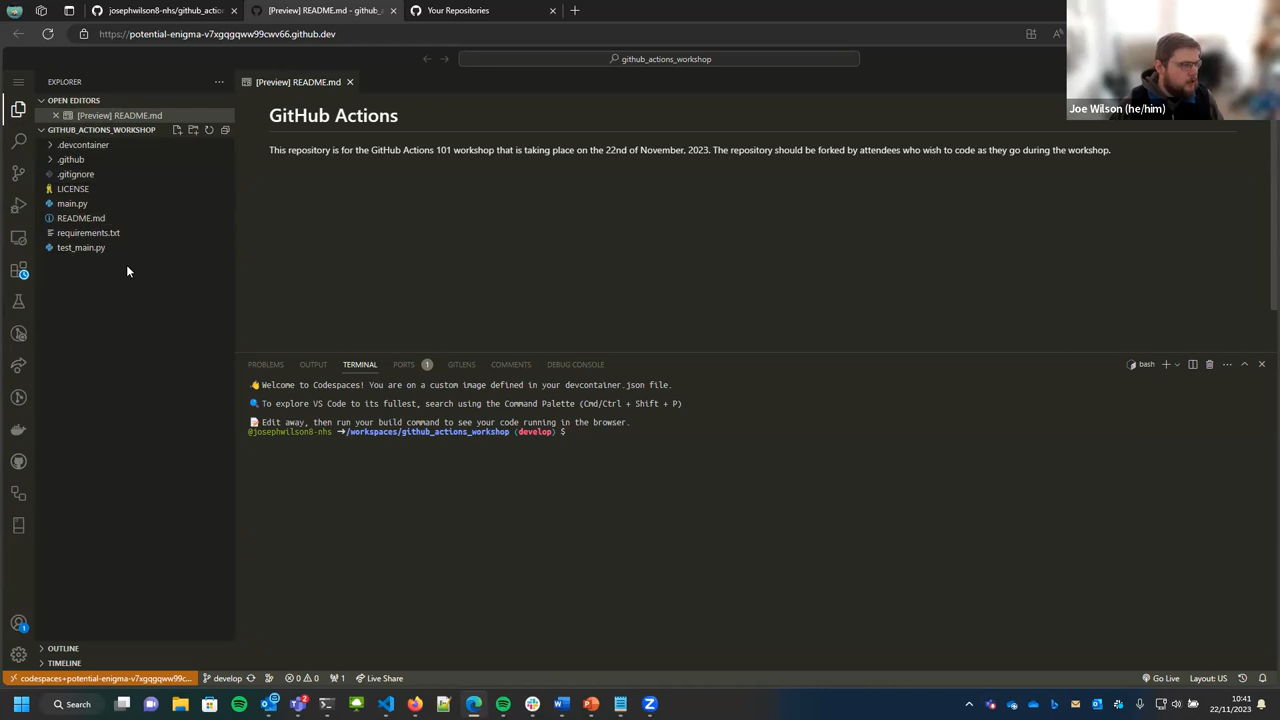 josephwilson8-nhs/github_action
[Preview] README.md - github_a
Your Repositories
https://potential-enigma-v7xgqgqww99cwv66.github.dev
github_actions_workshop
Joe Wilson (he/him)
EXPLORER
OPEN EDITORS
[Preview] README.md
GITHUB_ACTIONS_WORKSHOP
.devcontainer
.github
.gitignore
LICENSE
main.py
README.md
requirements.txt
test_main.py
[Preview] README.md
GitHub Actions
This repository is for the GitHub Actions 101 workshop that is taking place on the 22nd of November, 2023. The repository should be forked by attendees who wish to code as they go during the workshop.
PROBLEMS OUTPUT TERMINAL PORTS 1 GITLENS COMMENTS DEBUG CONSOLE
bash
Welcome to Codespaces! You are on a custom image defined in your devcontainer.json file.
To explore VS Code to its fullest, search using the Command Palette (Cmd/Ctrl + Shift + P)
Edit away, then run your build command to see your code running in the browser.
@josephwilson8-nhs →/workspaces/github_actions_workshop (develop) $
1
OUTLINE
TIMELINE
codespaces+potential-enigma-v7xgqgqww99c...
develop
0 0
1
Live Share
Go Live
Layout: US
Search
2
10:41
22/11/2023